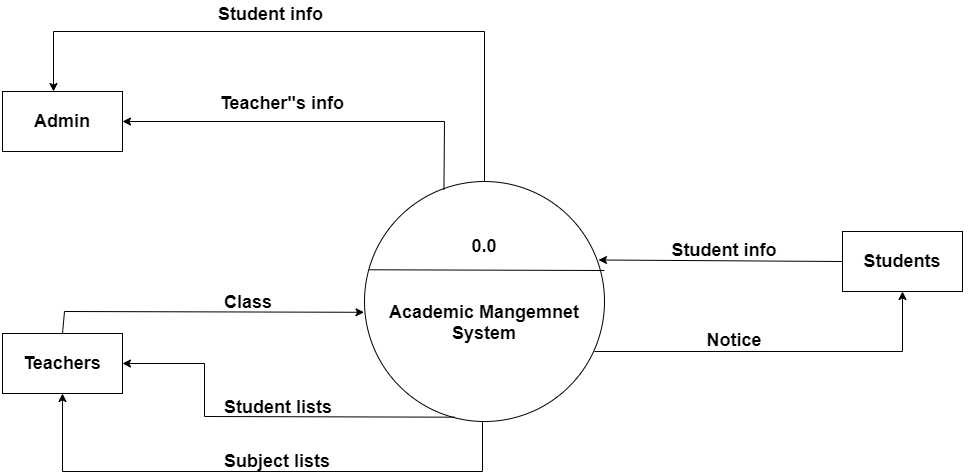 Student info
Teacher"s info
Admin
0.0
Student info
Students
Class
Academic Mangemnet
System
Notice
Teachers
Student lists
Subject lists